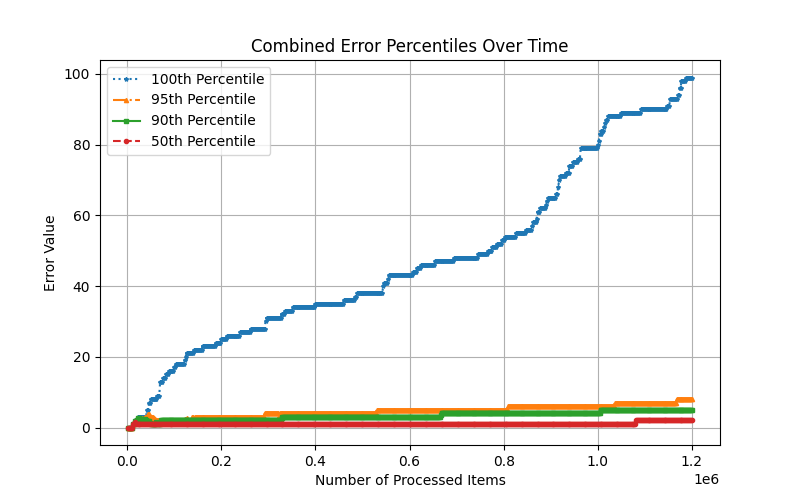 Combined Error Percentiles Over Time
100th Percentile
95th Percentile
90th Percentile
50th Percentile
Error Value
100
80
60
40
20
0
0.0 0.2 0.4 0.6 0.8 1.0 1.2
1e6
Number of Processed Items